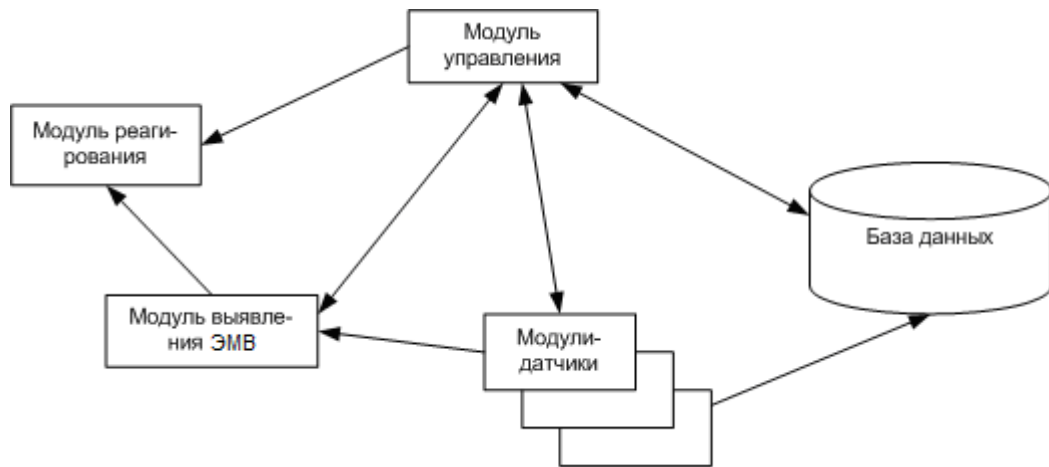 Модуль
управления
Модуль реаги-
рования
База данных
Модуль выявле-
ния ЭМВ
Модули-
датчики